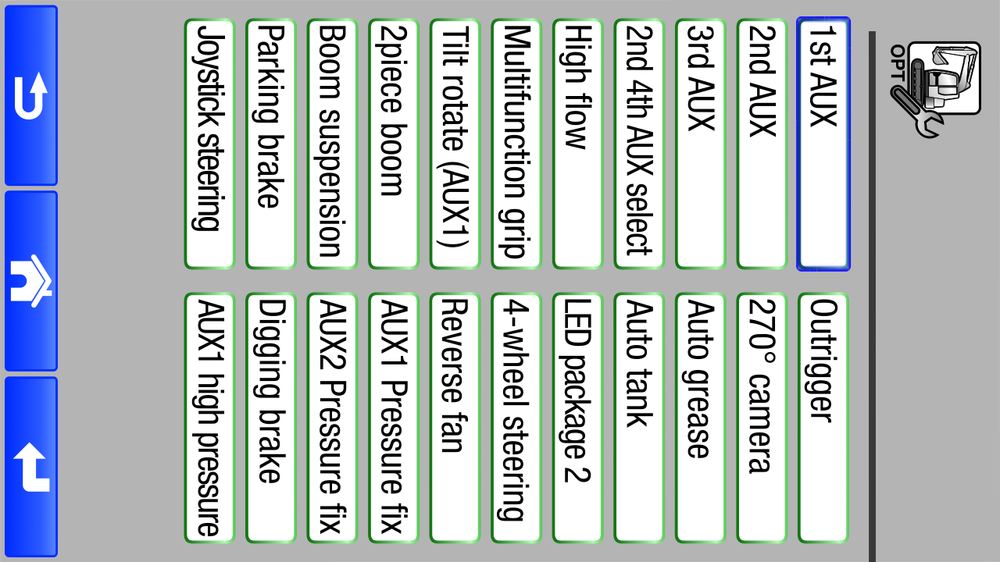 OPT
1st AUX
2nd AUX
3rd AUX
2nd 4th AUX select
High flow
Multifunction grip
Tilt rotate (AUX1)
2piece boom
Boom suspension
Parking brake
Joystick steering
Outrigger
270° camera
Auto grease
Auto tank
LED package 2
4-wheel steering
Reverse fan
AUX1 Pressure fix
AUX2 Pressure fix
Digging brake
AUX1 high pressure